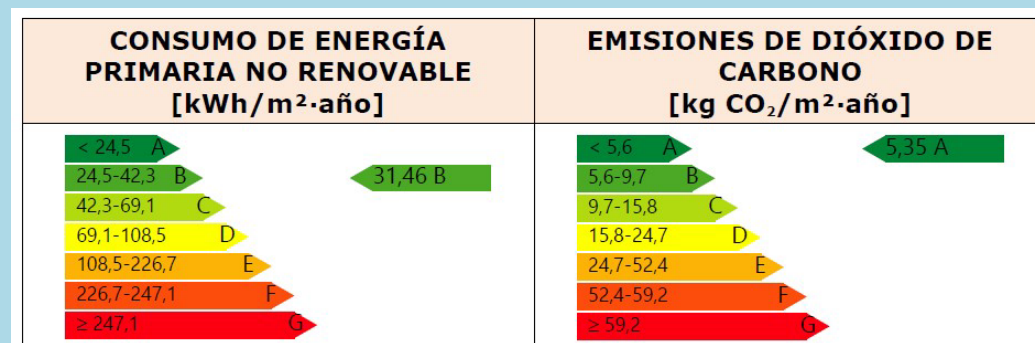 CONSUMO DE ENERGÍA
PRIMARIA NO RENOVABLE
[kWh/m²·año]
EMISIONES DE DIÓXIDO DE
CARBONO
[kg CO₂/m²·año]
< 24,5 A
24,5-42,3 B
31,46 B
42,3-69,1 C
69,1-108,5 D
108,5-226,7 E
226,7-247,1 F
≥ 247,1 G
< 5,6 A
5,35 A
5,6-9,7 B
9,7-15,8 C
15,8-24,7 D
24,7-52,4 E
52,4-59,2 F
≥ 59,2 G